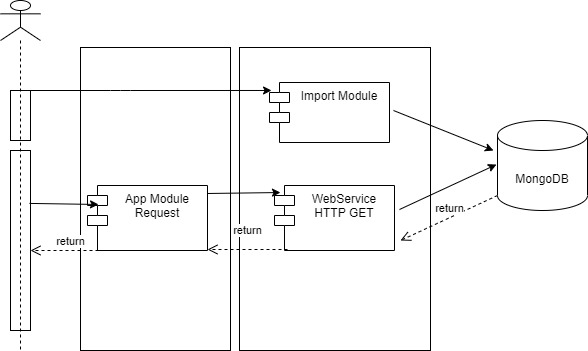 Import Module
MongoDB
App Module
Request
WebService
HTTP GET
return
return
return